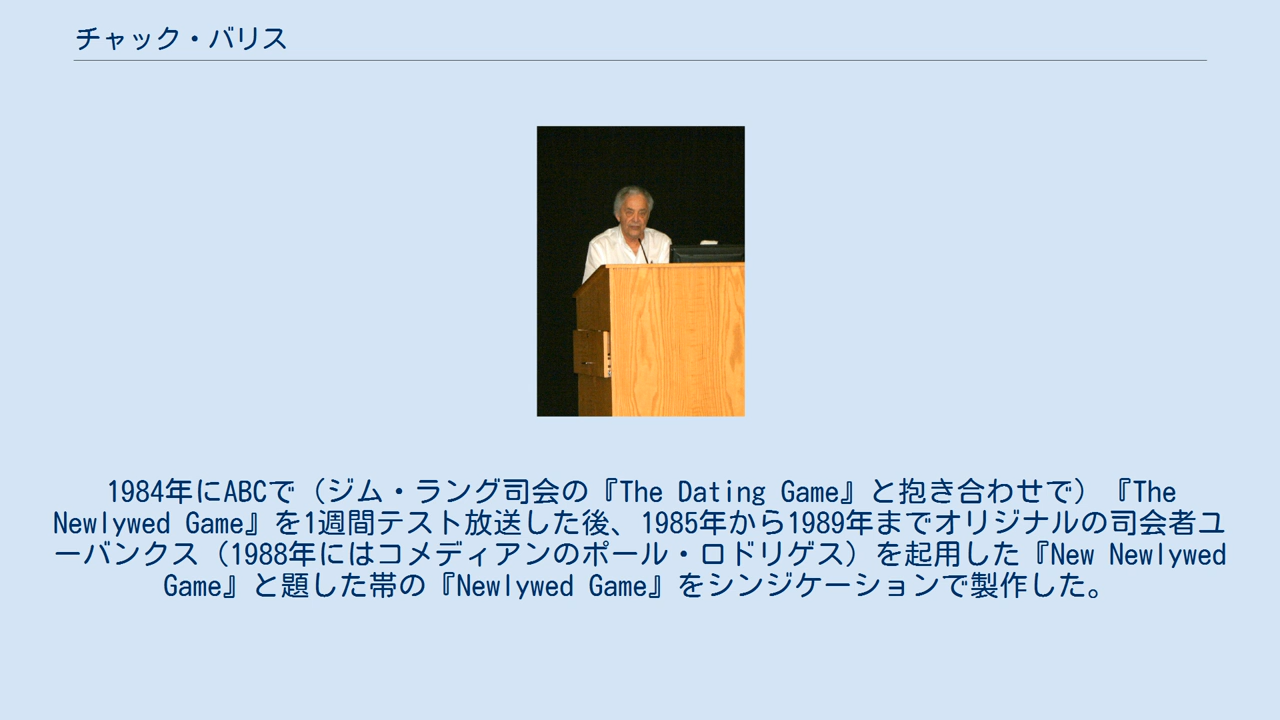 チャック・バリス
1984年にABCで（ジム・ラング司会の『The Dating Game』と抱き合わせで）『The
Newlywed Game』を1週間テスト放送した後、1985年から1989年までオリジナルの司会者ユ
ーバンクス（1988年にはコメディアンのポール・ロドリゲス）を起用した『New Newlywed
Game』と題した帯の『Newlywed Game』をシンジケーションで製作した。